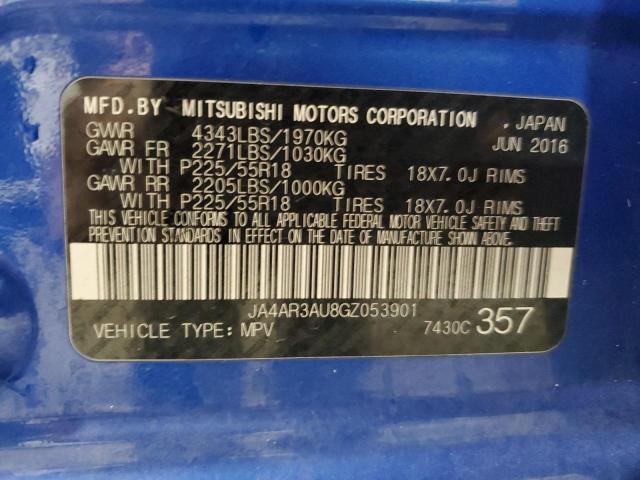 MFD.BY MITSUBISHI MOTORS CORPORATION . JAPAN
GVWR 4343LBS/1970KG JUN 2016
GAWR FR 2271LBS/1030KG
WITH P225/55R18 TIRES 18X7.0J RIMS
GAWR RR 2205LBS/1000KG
WITH P225/55R18 TIRES 18X7.0J RIMS
THIS VEHICLE CONFORMS TO ALL APPLICABLE FEDERAL MOTOR VEHICLE SAFETY AND THEFT
PREVENTION STANDARDS IN EFFECT ON THE DATE OF MANUFACTURE SHOWN ABOVE.
JA4AR3AU8GZ053901
VEHICLE TYPE: MPV 7430C 357